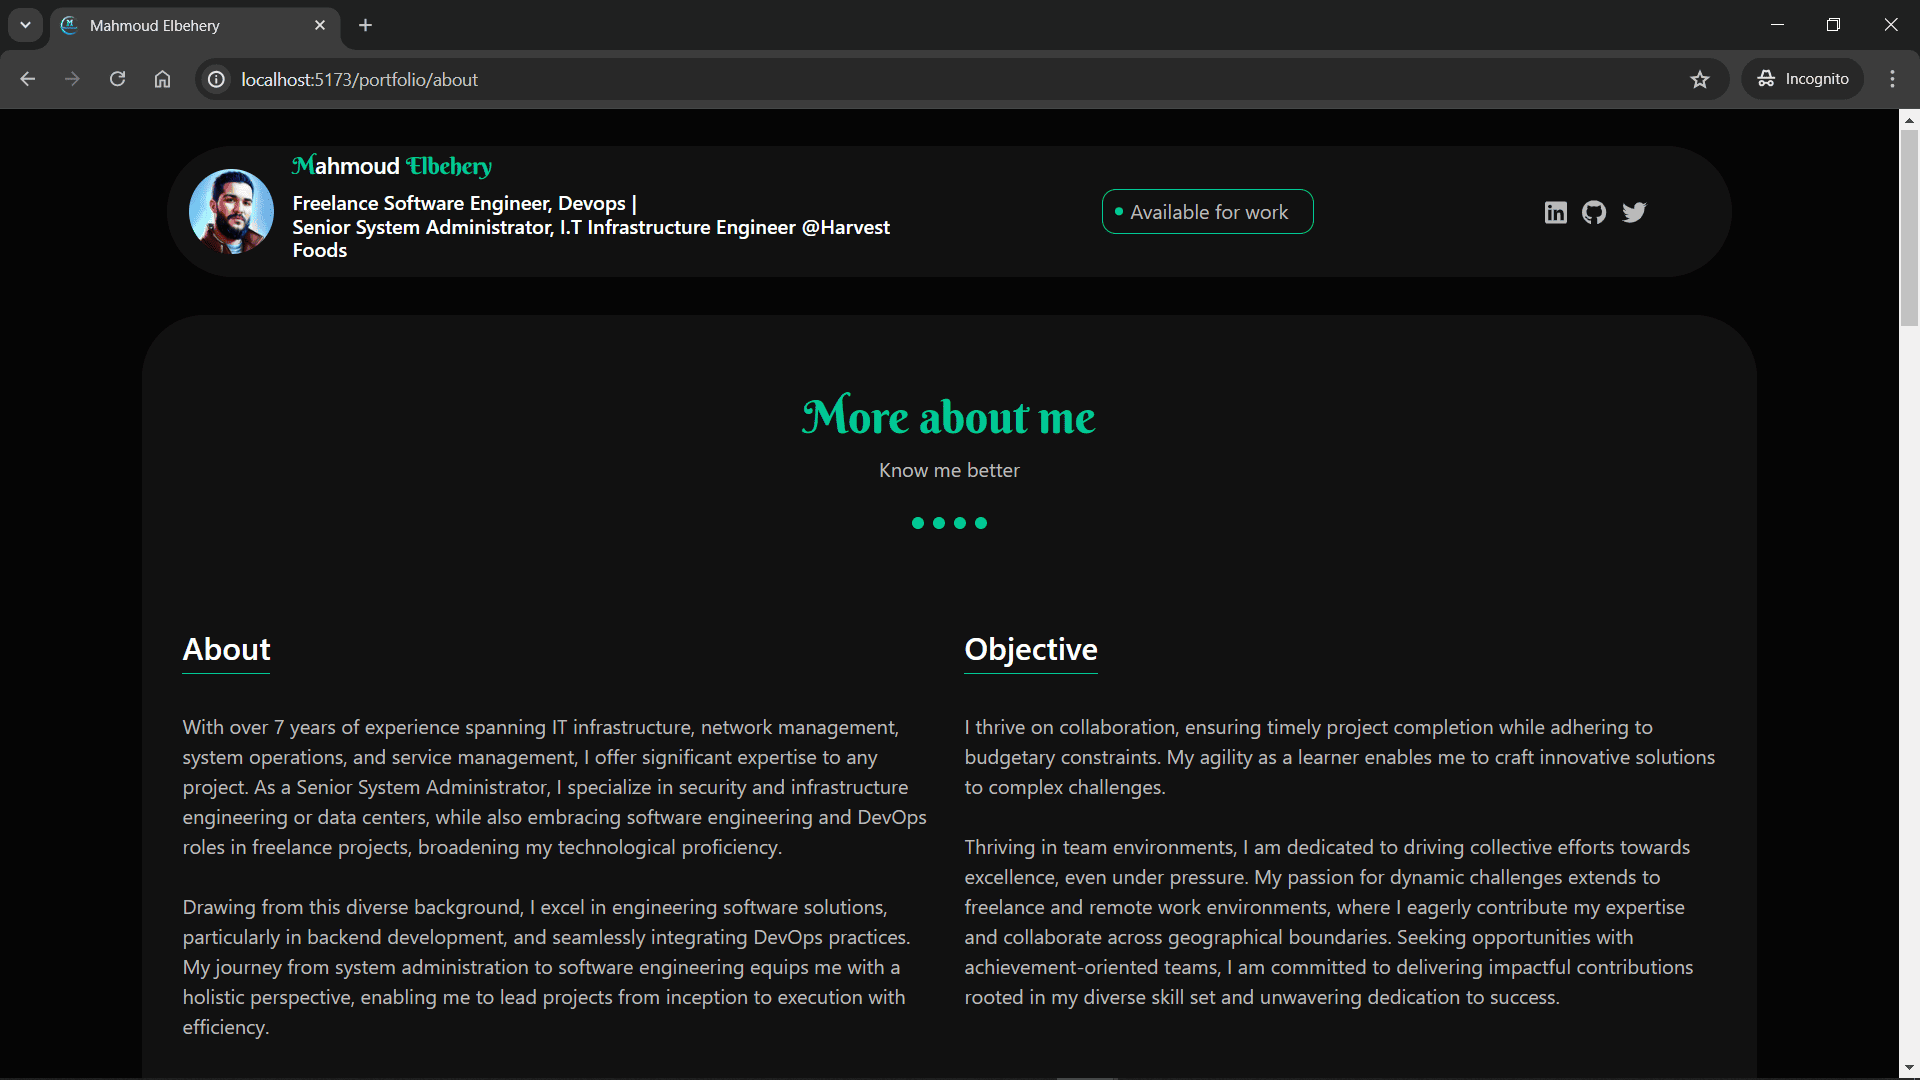 Mahmoud Elbehery
localhost:5173/portfolio/about
Incognito
Mahmoud Elbehery
Freelance Software Engineer, Devops |
Senior System Administrator, I.T Infrastructure Engineer @Harvest
Foods
Available for work
More about me
Know me better
About
With over 7 years of experience spanning IT infrastructure, network management,
system operations, and service management, I offer significant expertise to any
project. As a Senior System Administrator, I specialize in security and infrastructure
engineering or data centers, while also embracing software engineering and DevOps
roles in freelance projects, broadening my technological proficiency.
Drawing from this diverse background, I excel in engineering software solutions,
particularly in backend development, and seamlessly integrating DevOps practices.
My journey from system administration to software engineering equips me with a
holistic perspective, enabling me to lead projects from inception to execution with
efficiency.
Objective
I thrive on collaboration, ensuring timely project completion while adhering to
budgetary constraints. My agility as a learner enables me to craft innovative solutions
to complex challenges.
Thriving in team environments, I am dedicated to driving collective efforts towards
excellence, even under pressure. My passion for dynamic challenges extends to
freelance and remote work environments, where I eagerly contribute my expertise
and collaborate across geographical boundaries. Seeking opportunities with
achievement-oriented teams, I am committed to delivering impactful contributions
rooted in my diverse skill set and unwavering dedication to success.